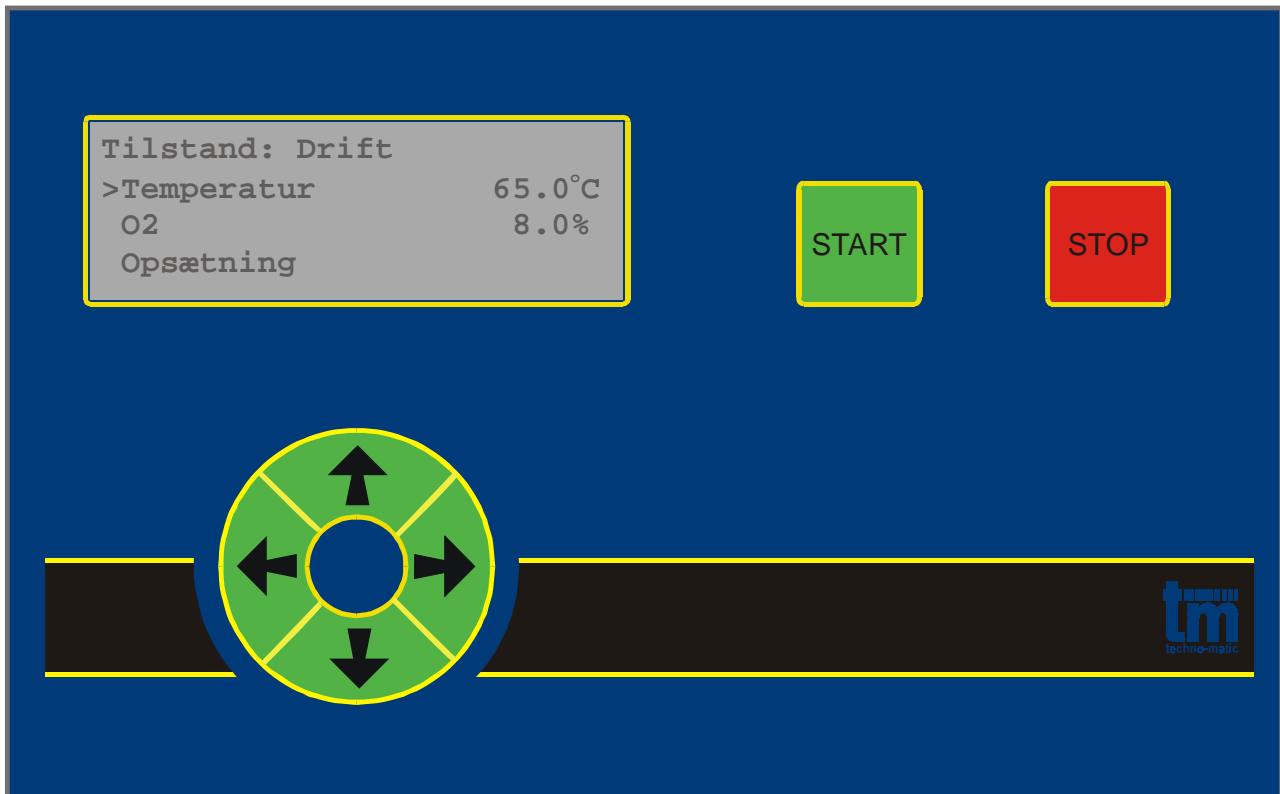 Tilstand: Drift
>Temperatur 65.0°C
O2 8.0%
Opsætning
START
STOP
tm
techno-matic